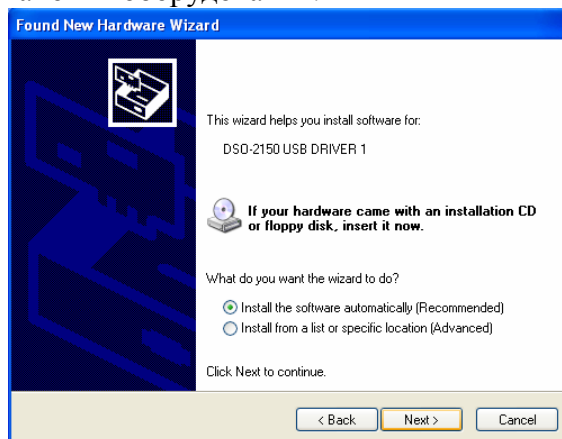 Found New Hardware Wizard
This wizard helps you install software for:
DSO-2150 USB DRIVER 1
If your hardware came with an installation CD
or floppy disk, insert it now.
What do you want the wizard to do?
Install the software automatically (Recommended)
Install from a list or specific location (Advanced)
Click Next to continue.
< Back
Next >
Cancel